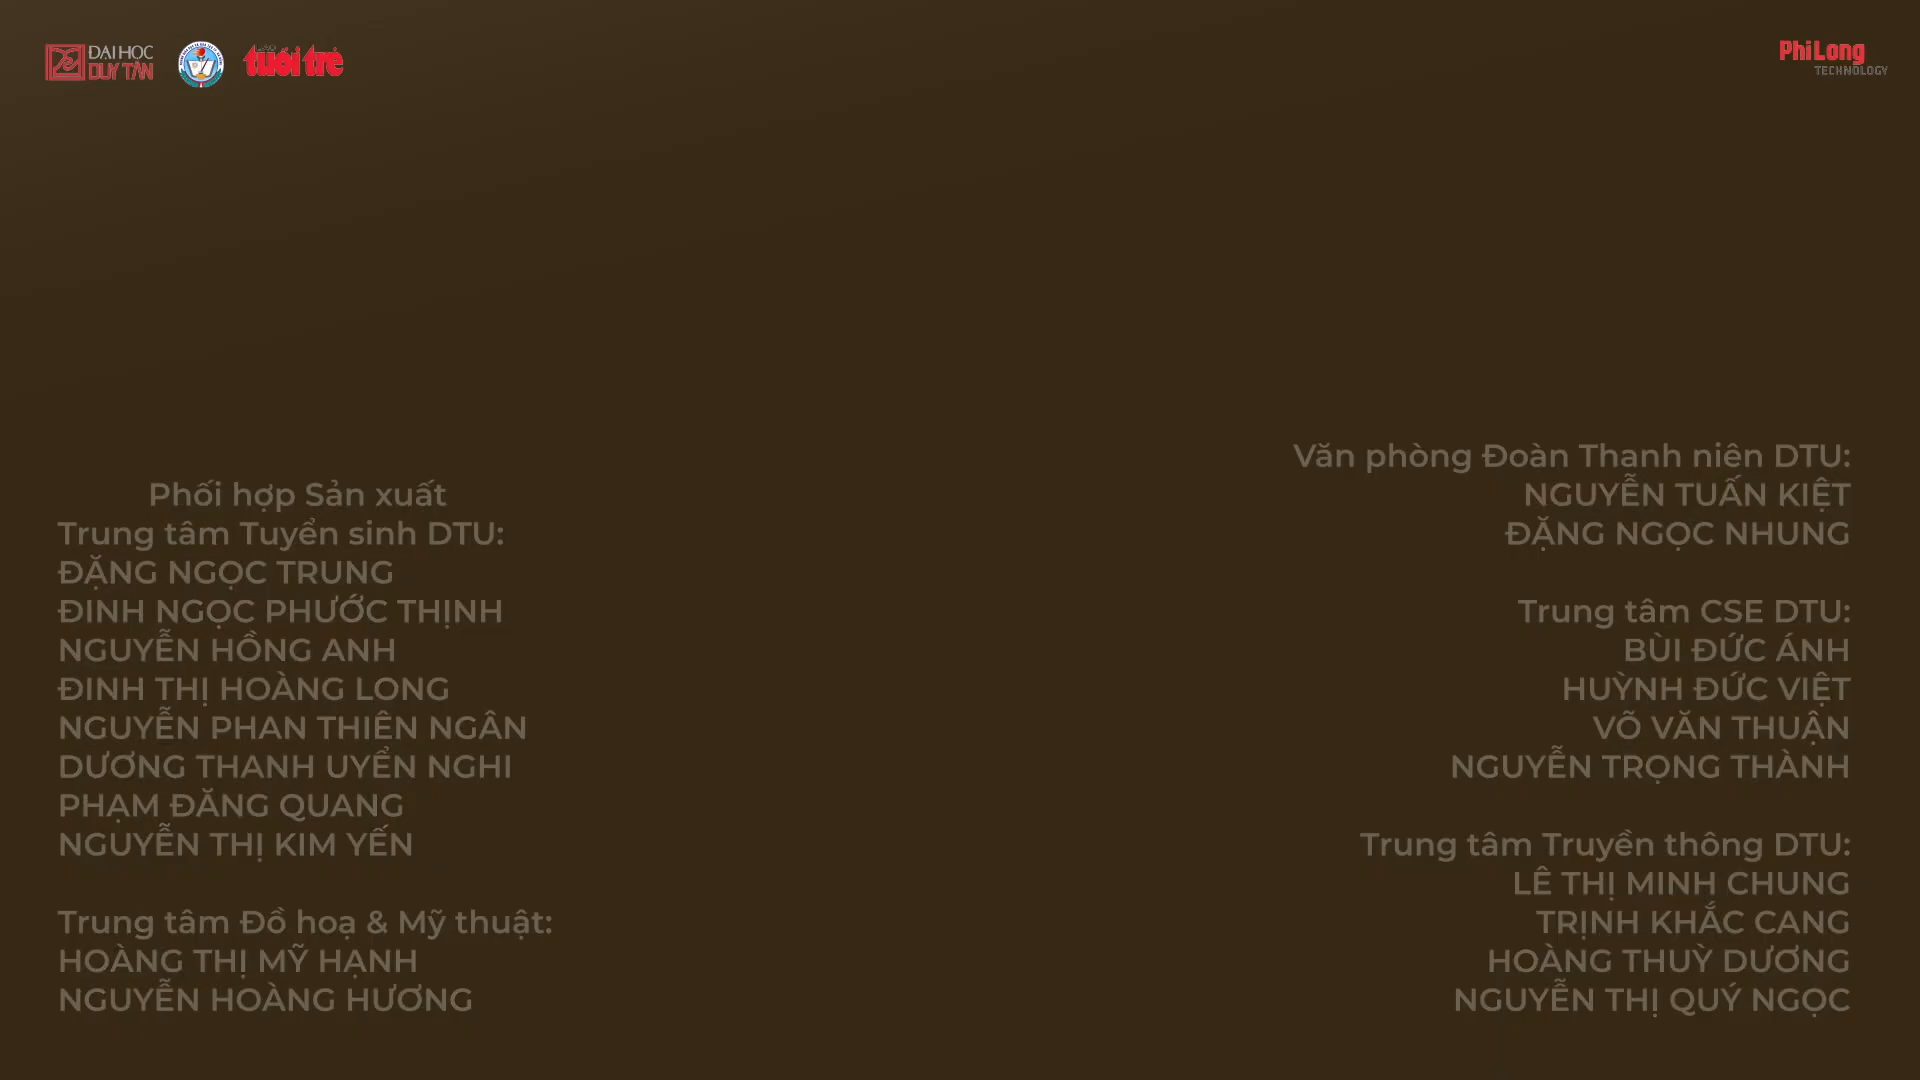 ĐẠI HỌC
DUY TÂN
tuổi trẻ
PhiLong
TECHNOLOGY
Phối hợp Sản xuất
Trung tâm Tuyển sinh DTU:
ĐẶNG NGỌC TRUNG
ĐINH NGỌC PHƯỚC THỊNH
NGUYỄN HỒNG ANH
ĐINH THỊ HOÀNG LONG
NGUYỄN PHAN THIÊN NGÂN
DƯƠNG THANH UYỂN NGHI
PHẠM ĐĂNG QUANG
NGUYỄN THỊ KIM YẾN
Trung tâm Đồ hoạ & Mỹ thuật:
HOÀNG THỊ MỸ HẠNH
NGUYỄN HOÀNG HƯƠNG
Văn phòng Đoàn Thanh niên DTU:
NGUYỄN TUẤN KIỆT
ĐẶNG NGỌC NHUNG
Trung tâm CSE DTU:
BÙI ĐỨC ÁNH
HUỲNH ĐỨC VIỆT
VÕ VĂN THUẬN
NGUYỄN TRỌNG THÀNH
Trung tâm Truyền thông DTU:
LÊ THỊ MINH CHUNG
TRỊNH KHẮC CANG
HOÀNG THUỲ DƯƠNG
NGUYỄN THỊ QUÝ NGỌC